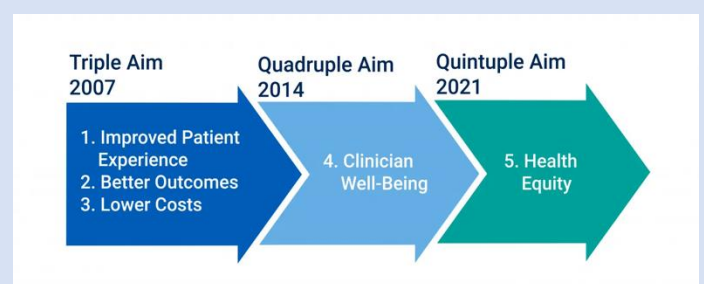 Triple Aim
2007
1. Improved Patient
Experience
2. Better Outcomes
3. Lower Costs
Quadruple Aim
2014
4. Clinician
Well-Being
Quintuple Aim
2021
5. Health
Equity